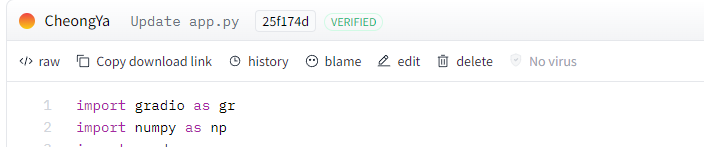 CheongYa Update app.py 25f174d VERIFIED
</> raw Copy download link history blame edit delete No virus
1 import gradio as gr
2 import numpy as np